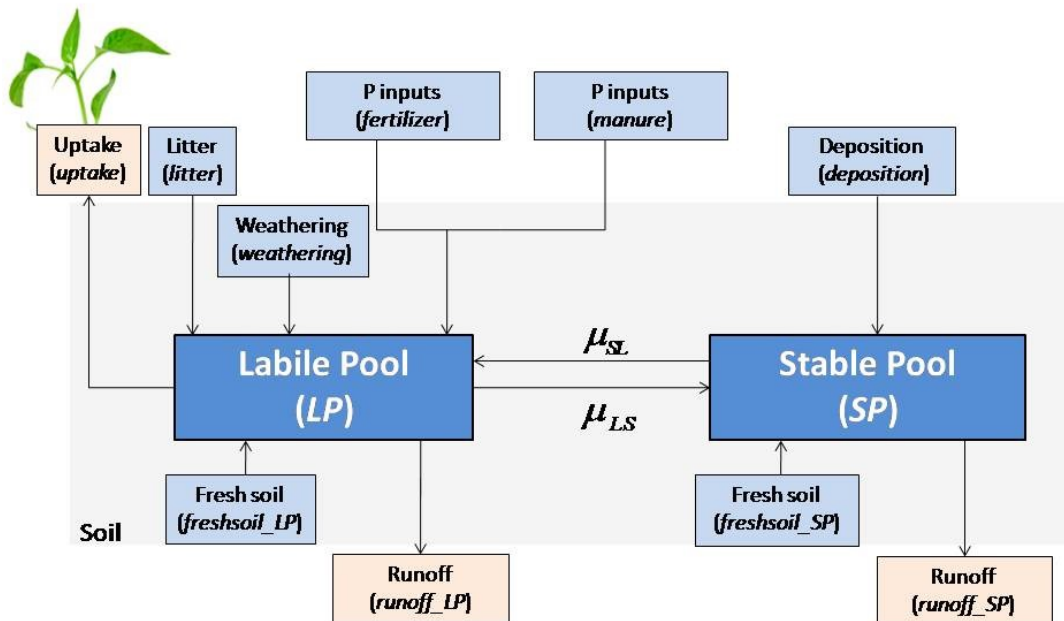 P inputs
(fertilizer)
P inputs
(manure)
Uptake
(uptake)
Litter
(litter)
Deposition
(deposition)
Weathering
(weathering)
Labile Pool
(LP)
μSL
μLS
Stable Pool
(SP)
Fresh soil
(freshsoil_LP)
Fresh soil
(freshsoil_SP)
Soil
Runoff
(runoff_LP)
Runoff
(runoff_SP)